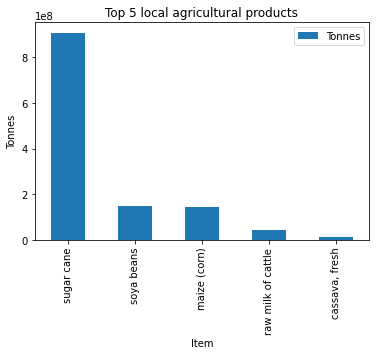 Top 5 local agricultural products
1e8
Tonnes
8
6
4
2
0
Tonnes
sugar cane
soya beans
maize (corn)
raw milk of cattle
cassava, fresh
Item